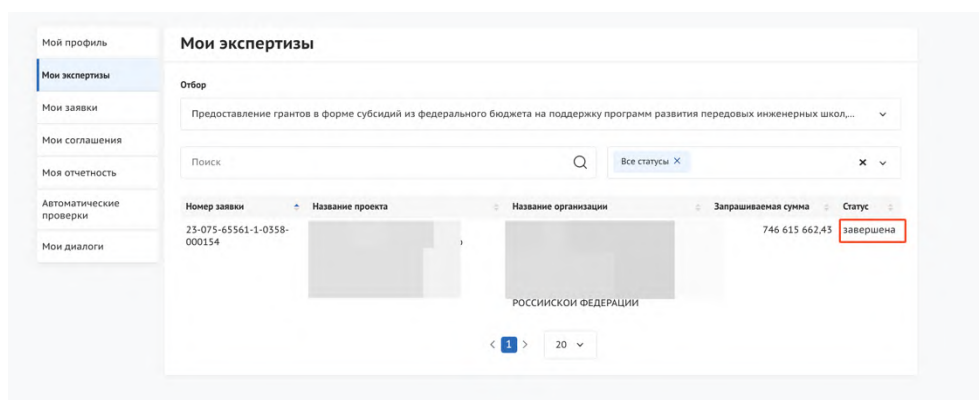 Мой профиль
Мои экспертизы
Мои заявки
Мои соглашения
Моя отчетность
Автоматические
проверки
Мои диалоги
Мои экспертизы
Отбор
Предоставление грантов в форме субсидий из федерального бюджета на поддержку программ развития передовых инженерных школ,...
Поиск
Все статусы ×
Номер заявки Название проекта Название организации Запрашиваемая сумма Статус
23-075-65561-1-0358- 746 615 662,43 завершена
000154
РОССИЙСКОЙ ФЕДЕРАЦИИ
< 1 > 20